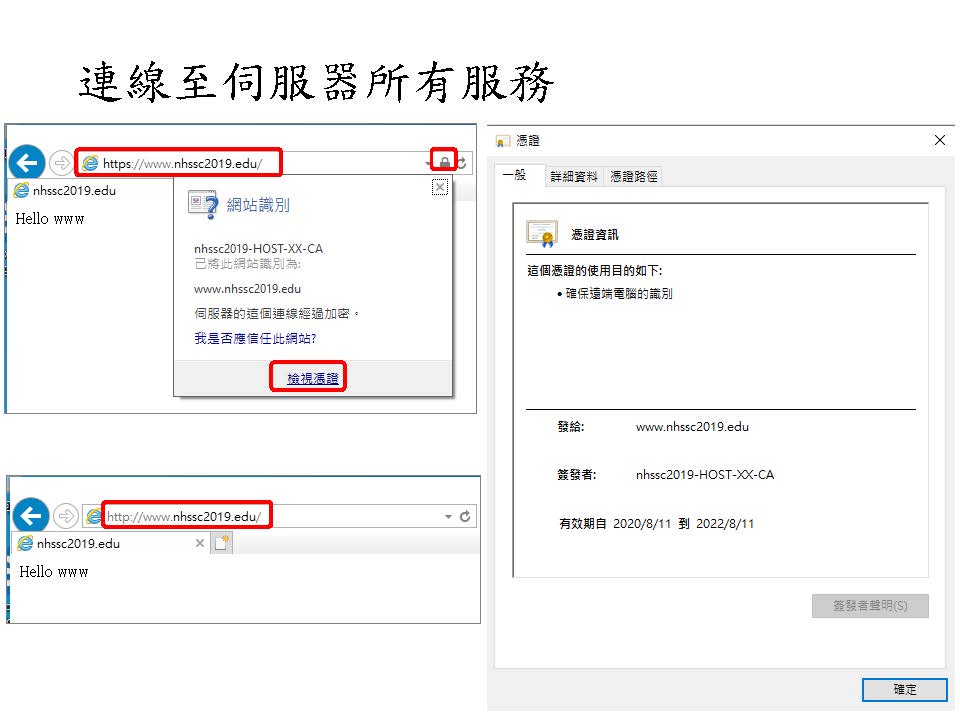 連線至伺服器所有服務
https://www.nhssc2019.edu/
nhssc2019.edu
Hello www
網站識別
nhssc2019-HOST-XX-CA
已將此網站識別為:
www.nhssc2019.edu
伺服器的這個連線經過加密。
我是否應信任此網站?
檢視憑證
http://www.nhssc2019.edu/
nhssc2019.edu
Hello www
憑證
一般 詳細資料 憑證路徑
憑證資訊
這個憑證的使用目的如下:
• 確保遠端電腦的識別
發給: www.nhssc2019.edu
簽發者: nhssc2019-HOST-XX-CA
有效期自 2020/8/11 到 2022/8/11
簽發者聲明(S)
確定